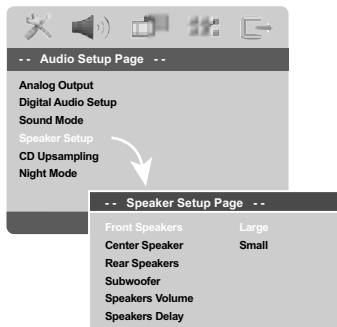 - - Audio Setup Page - -
Analog Output
Digital Audio Setup
Sound Mode
Speaker Setup
CD Upsampling
Night Mode
- - Speaker Setup Page - -
Front Speakers Large
Center Speaker Small
Rear Speakers
Subwoofer
Speakers Volume
Speakers Delay